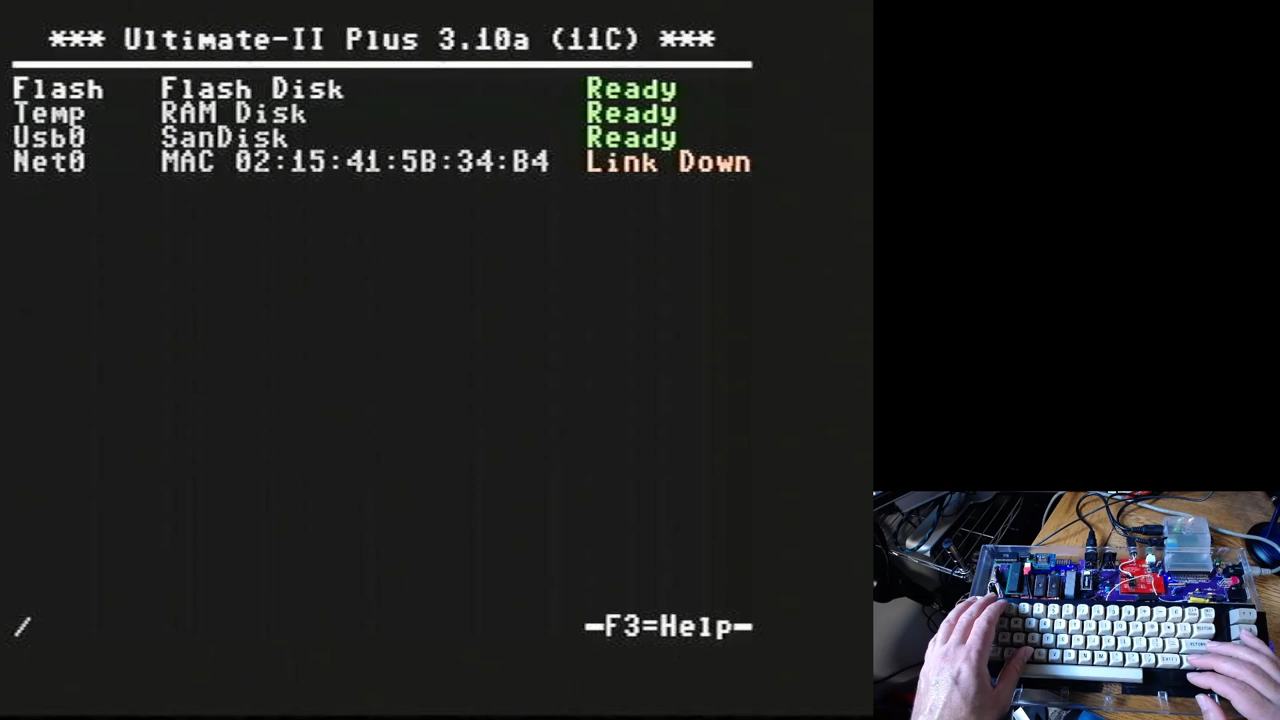 *** Ultimate-II Plus 3.10a (11C) ***
Flash Flash Disk Ready
Temp RAM Disk Ready
Usb0 SanDisk Ready
Net0 MAC 02:15:41:5B:34:B4 Link Down
/ -F3=Help-